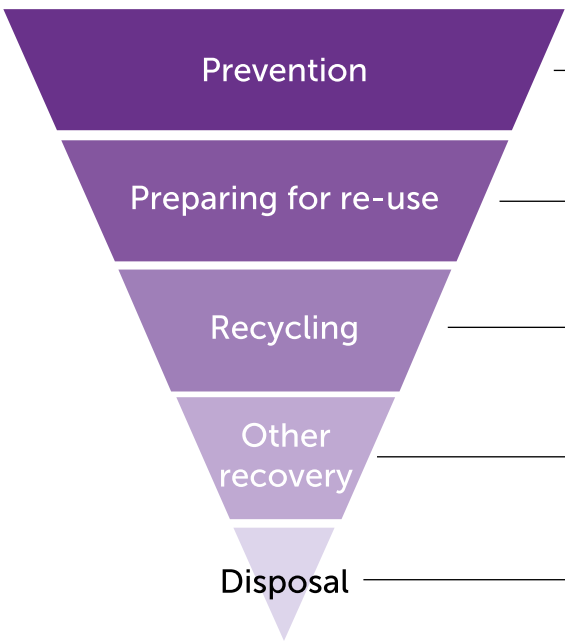 Prevention
Preparing for re-use
Recycling
Other
recovery
Disposal